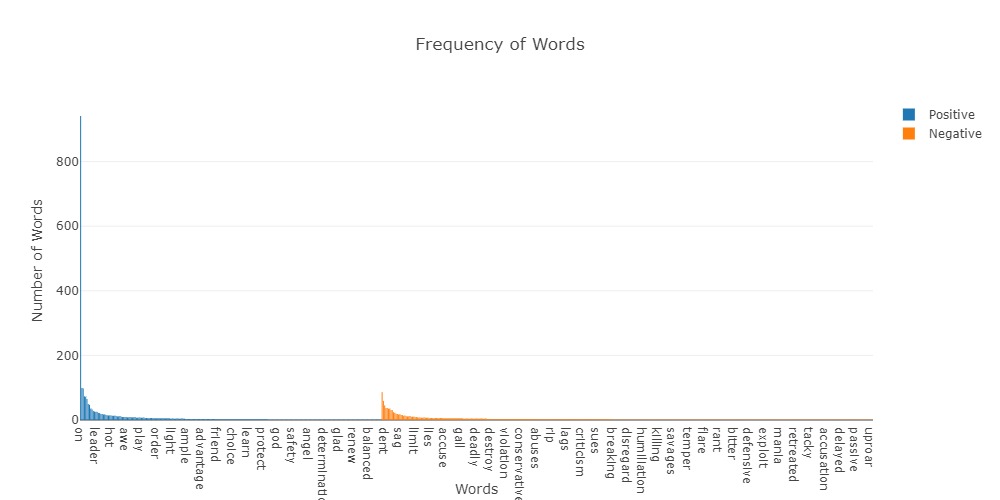 Frequency of Words
Positive
Negative
800
600
400
200
0
Number of Words
on
leader
hot
awe
play
order
light
ample
advantage
friend
choice
learn
protect
god
safety
angel
determinatio
glad
renew
balanced
dent
sag
limit
lies
accuse
gall
deadly
destroy
violation
conservative
abuses
rip
lags
criticism
sues
breaking
disregard
humiliation
killing
savages
temper
flare
rant
bitter
defensive
exploit
mania
retreated
tacky
accusation
delayed
passive
uproar
Words